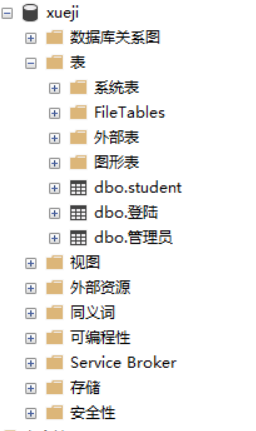 xueji
数据库关系图
表
系统表
FileTables
外部表
图形表
dbo.student
dbo.登陆
dbo.管理员
视图
外部资源
同义词
可编程性
Service Broker
存储
安全性